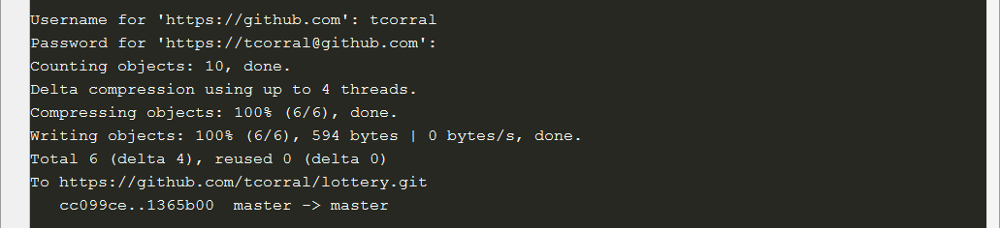 Username for 'https://github.com': tcorral
Password for 'https://tcorral@github.com':
Counting objects: 10, done.
Delta compression using up to 4 threads.
Compressing objects: 100% (6/6), done.
Writing objects: 100% (6/6), 594 bytes | 0 bytes/s, done.
Total 6 (delta 4), reused 0 (delta 0)
To https://github.com/tcorral/lottery.git
   cc099ce..1365b00  master -> master